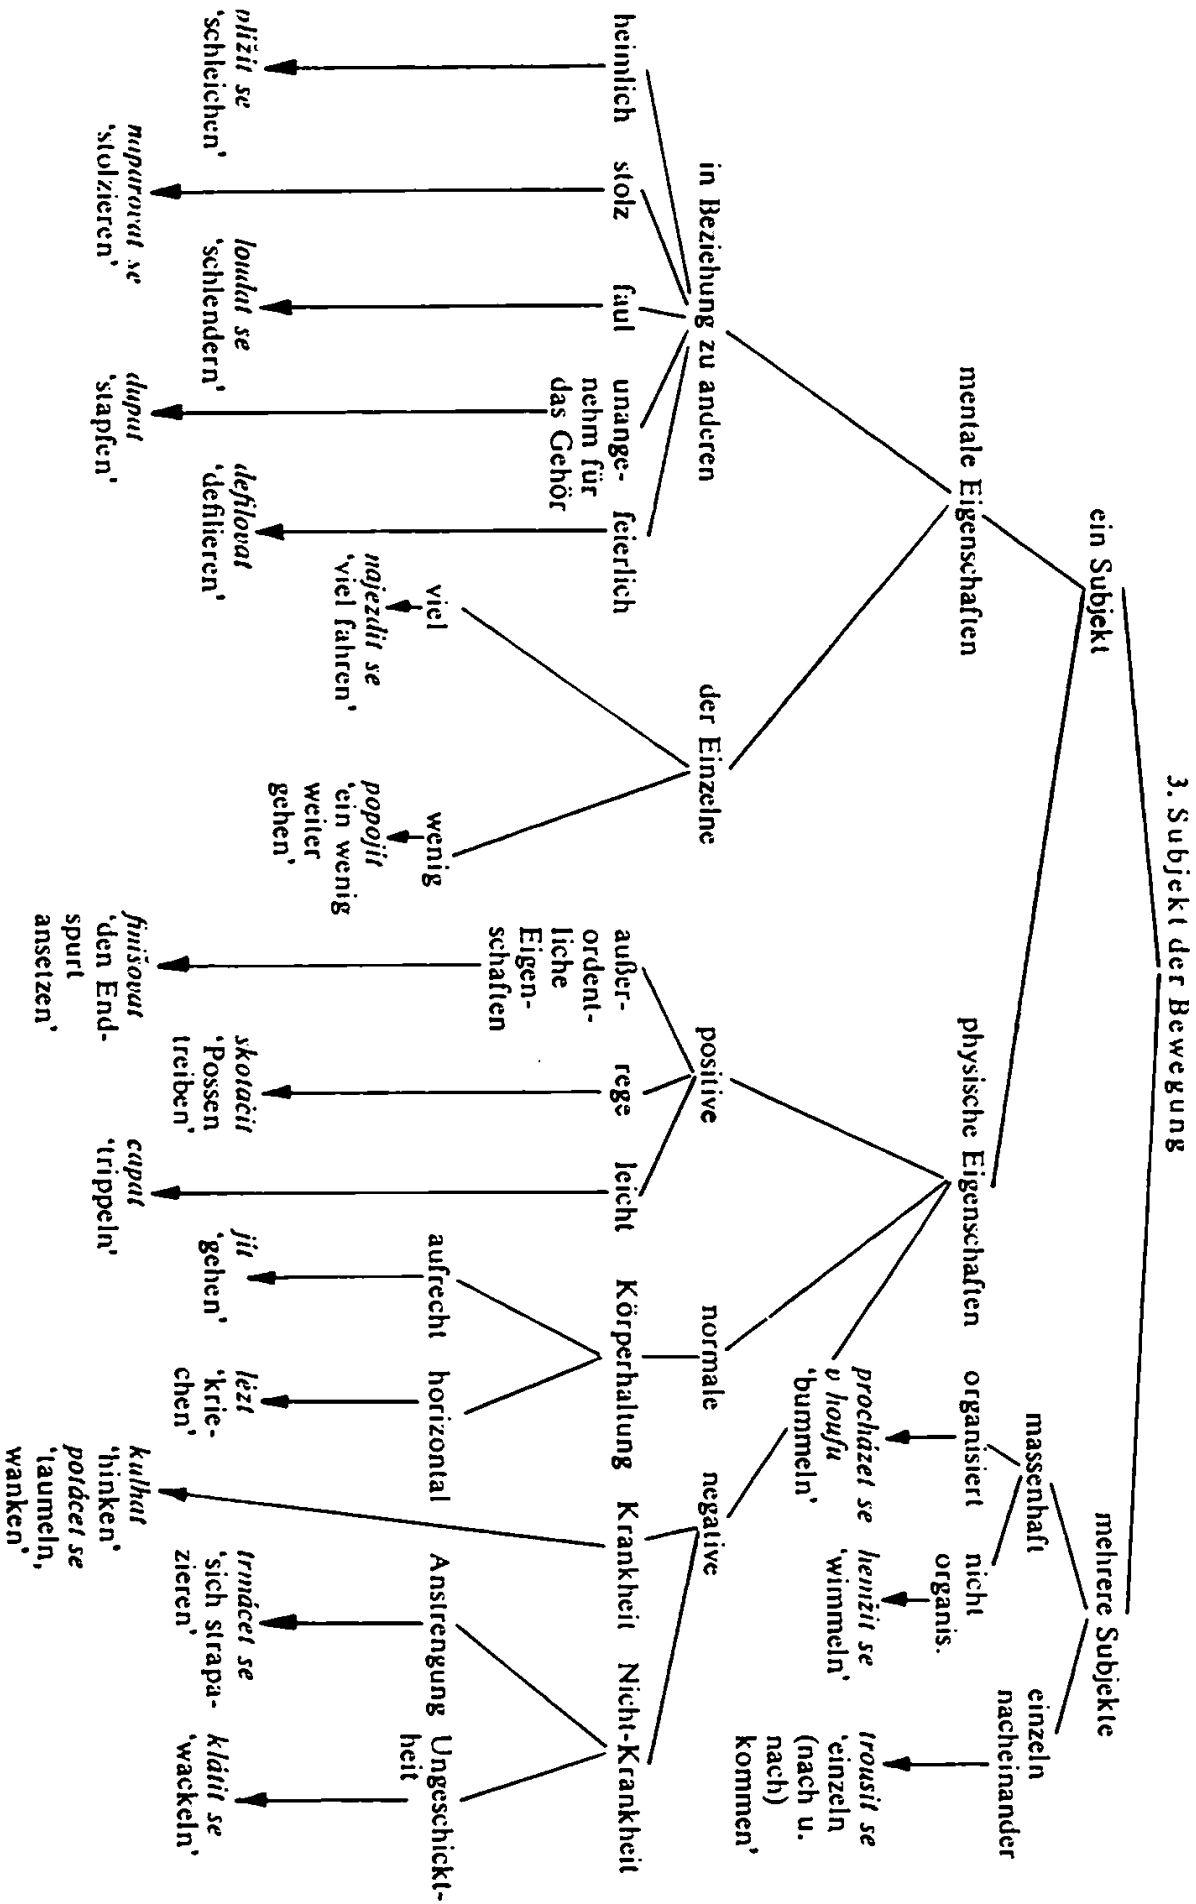 3. Subjekt der Bewegung
ein Subjekt
mehrere Subjekte
mentale Eigenschaften
physische Eigenschaften
massenhaft
einzeln
nacheinander
organisiert
nicht
organis.
procházet se
v houfu
'bummeln'
hemžit se
'wimmeln'
trousit se
'einzeln
(nach u.
nach)
kommen'
in Beziehung zu anderen
der Einzelne
positive
normale
negative
heimlich
stolz
faul
unange-
nehm für
das Gehör
feierlich
außer-
ordent-
liche
Eigen-
schaften
rege
leicht
Körperhaltung
Krankheit
Nicht-Krankheit
viel
wenig
aufrecht
horizontal
Anstrengung
Ungeschickt-
heit
plížit se
'schleichen'
naparovat se
'stolzieren'
loudat se
'schlendern'
dupat
'stapfen'
defilovat
'defilieren'
najezdit se
'viel fahren'
popojít
'ein wenig
weiter
gehen'
finišovat
'den End-
spurt
ansetzen'
skotačit
'Possen
treiben'
capat
'trippeln'
jít
'gehen'
lézt
'krie-
chen'
kulhat
'hinken'
potácet se
'taumeln,
wanken'
trmácet se
'sich strapa-
zieren'
klátit se
'wackeln'